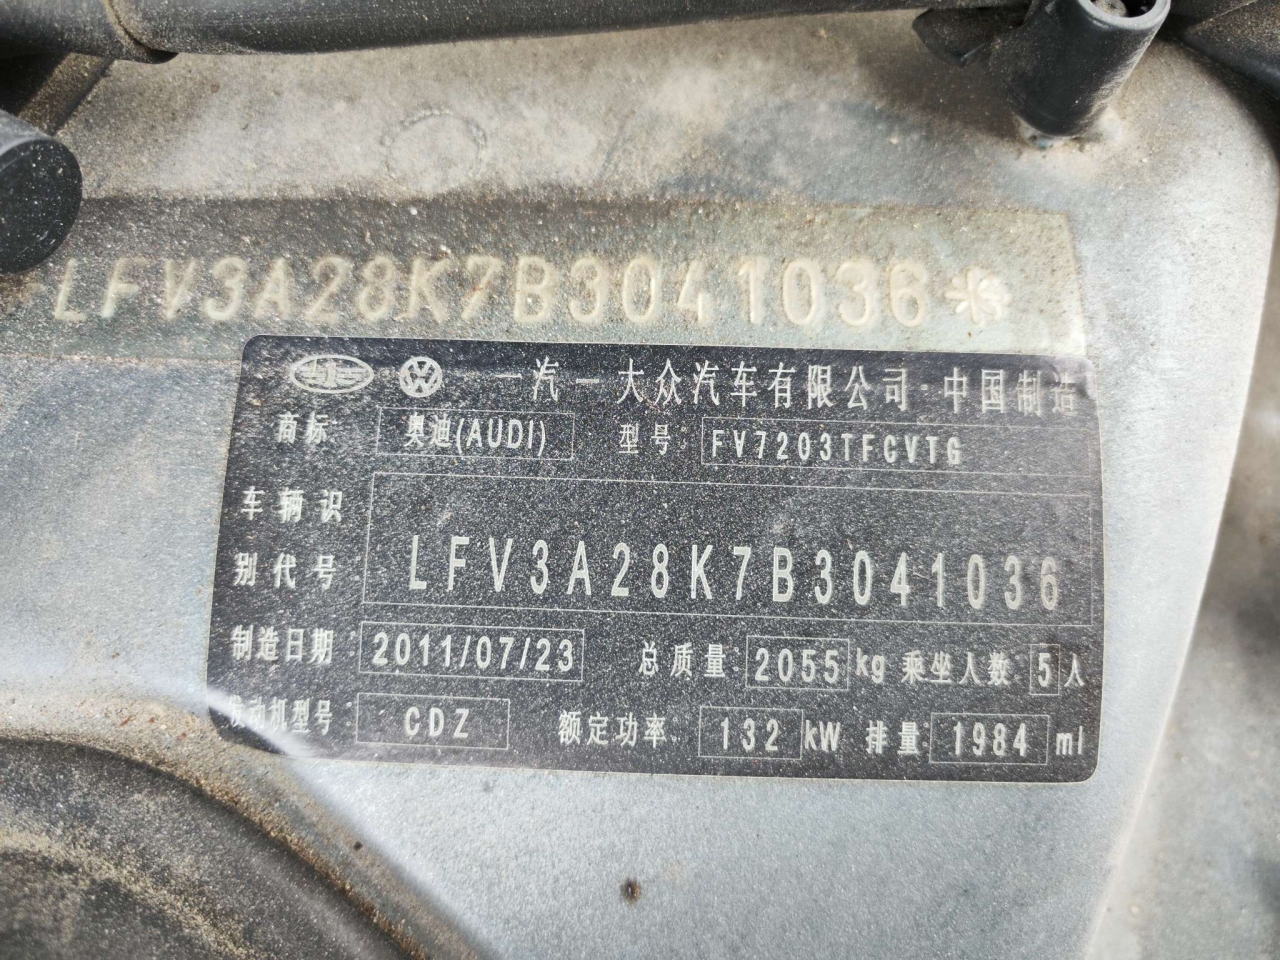 LFV3A28K7B3041036*
一汽一大众汽车有限公司·中国制造
商标: 奥迪(AUDI) 型号: FV7203TFCVTG
车辆识
别代号: LFV3A28K7B3041036
制造日期: 2011/07/23 总质量: 2055 kg 乘坐人数: 5 人
发动机型号: CDZ 额定功率: 132 kW 排量: 1984 ml